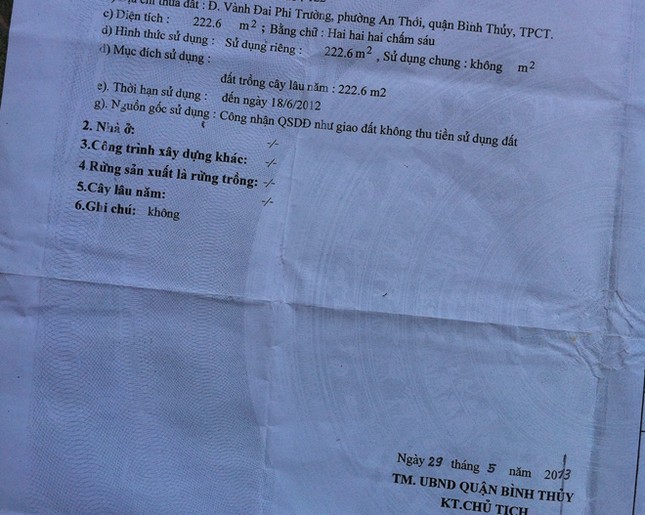 chỉ thửa đất : Đ. Vành Đai Phi Trường, phường An Thới, quận Bình Thủy, TPCT.
c) Diện tích : 222.6 m² ; Bằng chữ : Hai hai hai chấm sáu
d) Hình thức sử dụng : Sử dụng riêng : 222.6 m² , Sử dụng chung : không m²
đ) Mục đích sử dụng :
đất trồng cây lâu năm : 222.6 m2
e). Thời hạn sử dụng : đến ngày 18/6/2012
g). Nguồn gốc sử dụng : Công nhận QSDĐ như giao đất không thu tiền sử dụng đất
2. Nhà ở: -/-
3.Công trình xây dựng khác: -/-
4.Rừng sản xuất là rừng trồng: -/-
5.Cây lâu năm: -/-
6.Ghi chú: không
Ngày 29 tháng 5 năm 2013
TM. UBND QUẬN BÌNH THỦY
KT.CHỦ TỊCH